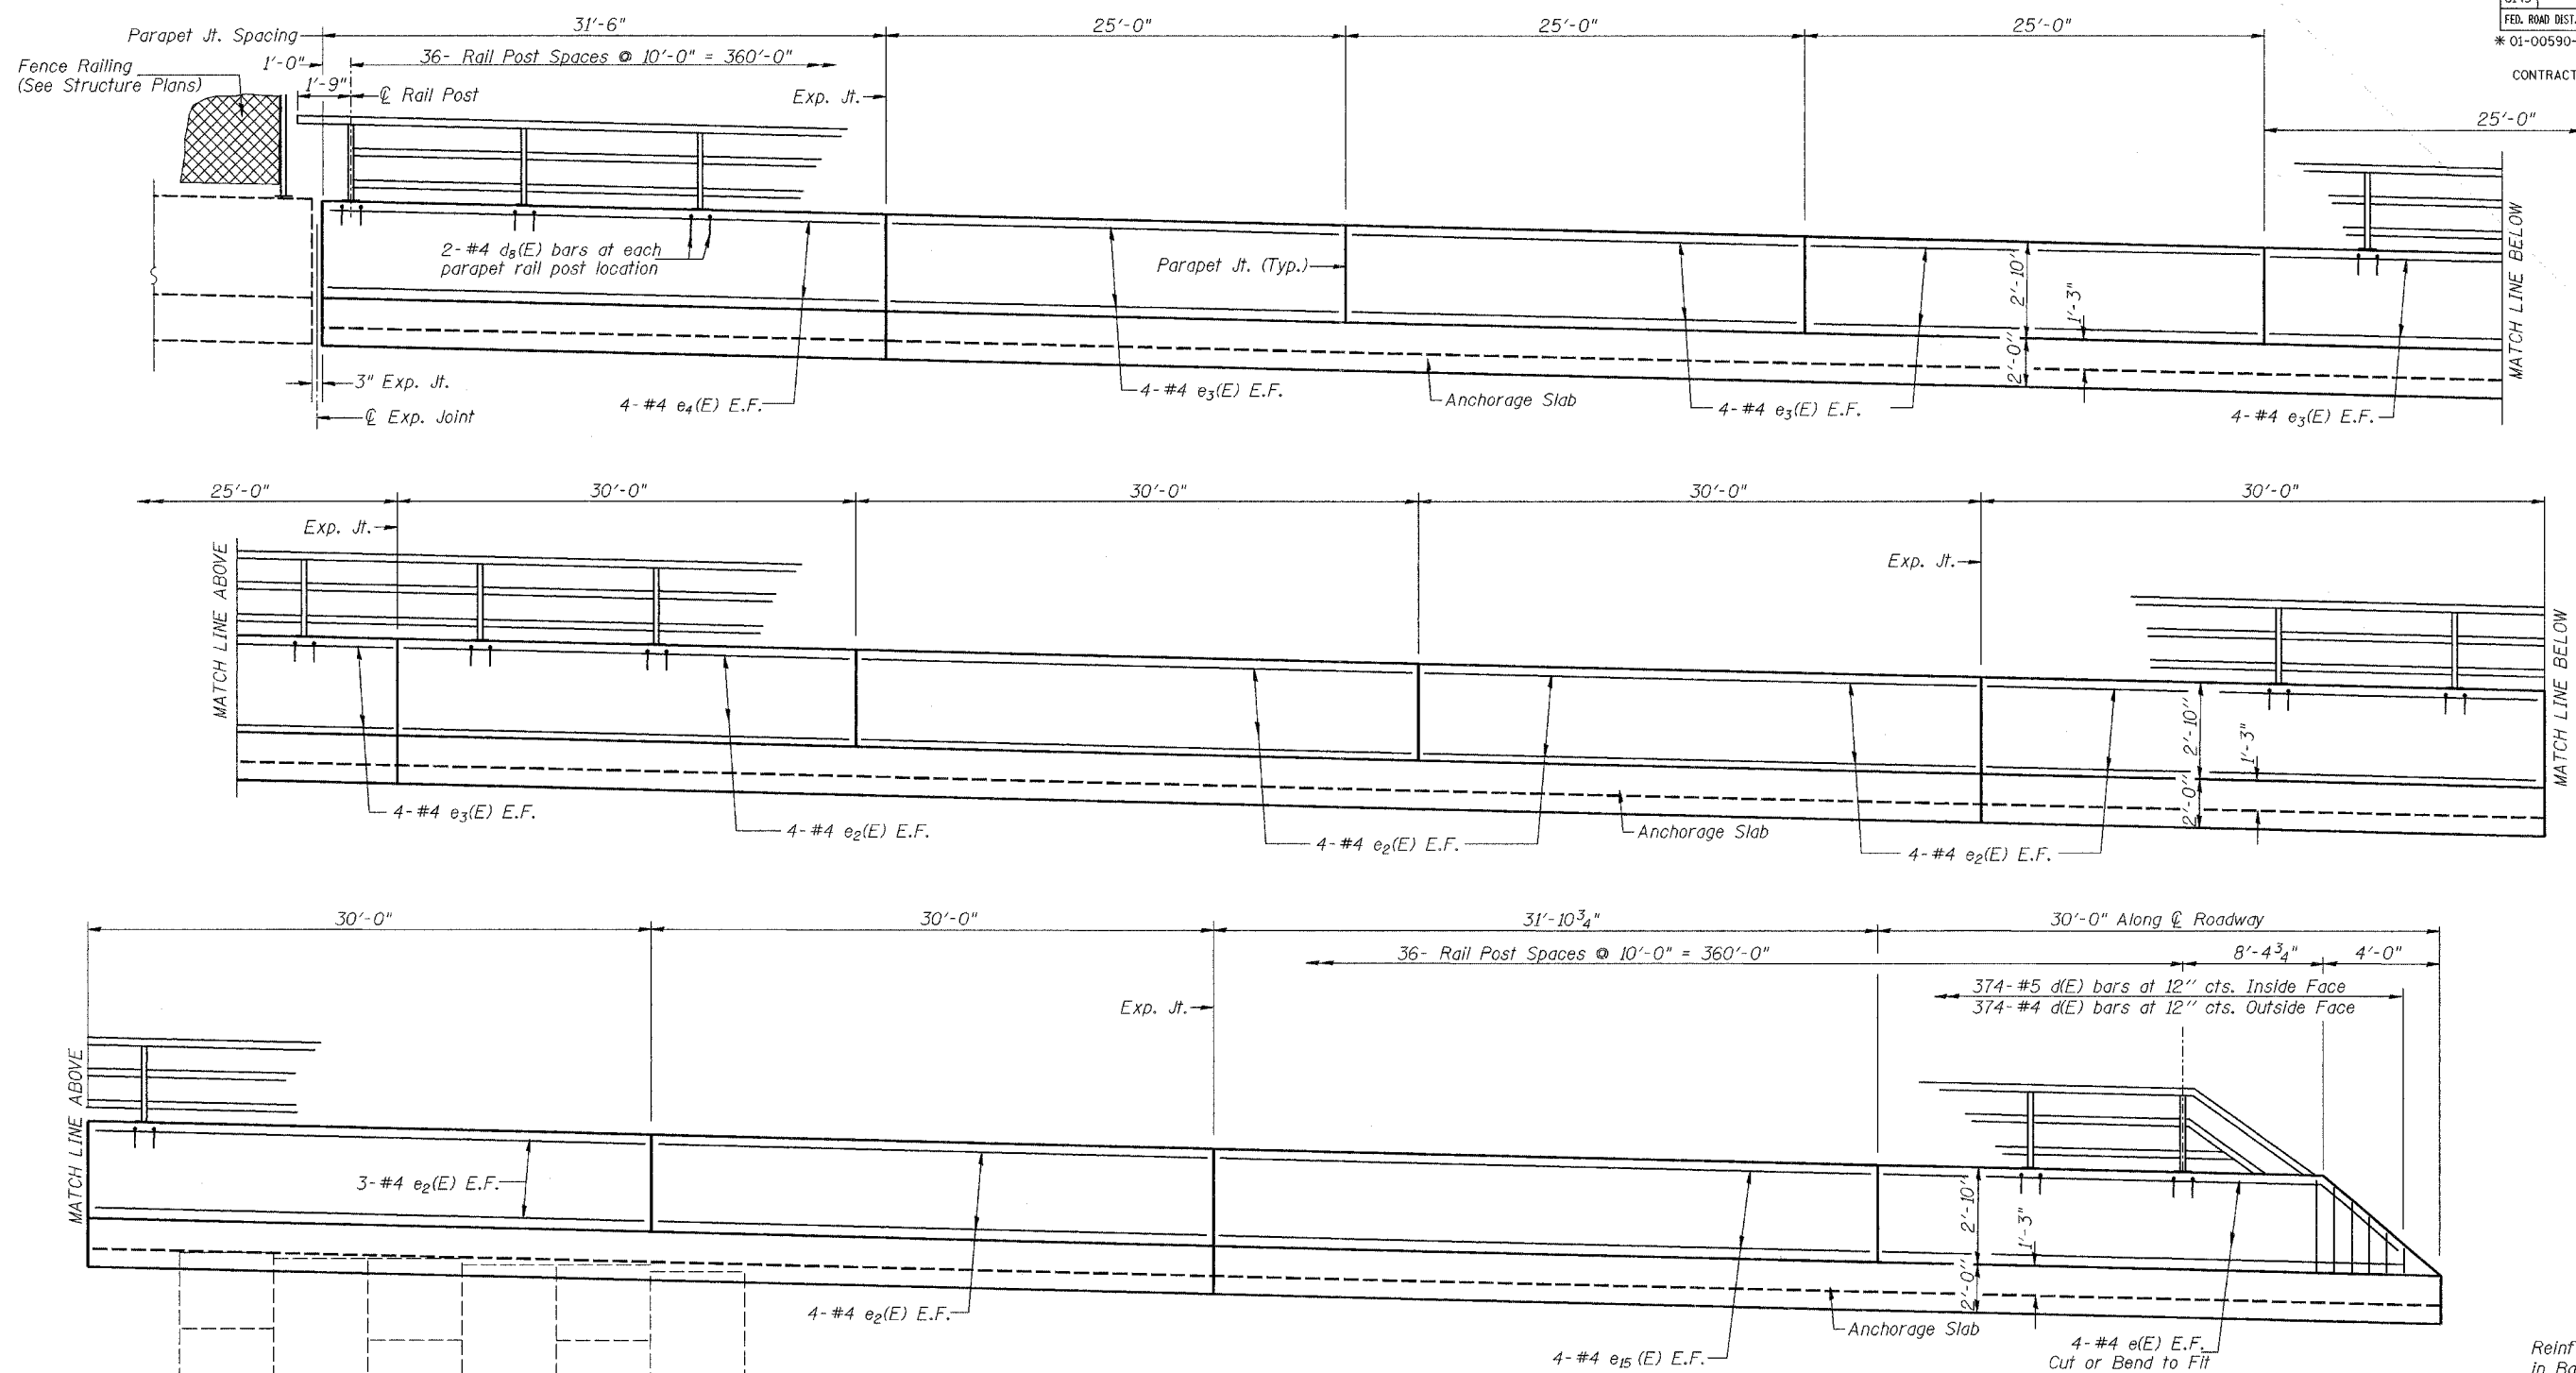 FED. ROAD DIST.
* 01-00590-
CONTRACT
Parapet Jt. Spacing
31'-6"
25'-0"
25'-0"
25'-0"
25'-0"
Fence Railing
(See Structure Plans)
1'-0"
36- Rail Post Spaces @ 10'-0" = 360'-0"
1'-9"
℄ Rail Post
Exp. Jt.
2-#4 d8(E) bars at each
parapet rail post location
Parapet Jt. (Typ.)
2'-10"
1'-3"
2'-0"
MATCH LINE BELOW
3" Exp. Jt.
℄ Exp. Joint
4-#4 e4(E) E.F.
4-#4 e3(E) E.F.
Anchorage Slab
4-#4 e3(E) E.F.
4-#4 e3(E) E.F.
25'-0"
30'-0"
30'-0"
30'-0"
30'-0"
Exp. Jt.
Exp. Jt.
MATCH LINE ABOVE
2'-10"
1'-3"
2'-0"
MATCH LINE BELOW
4-#4 e3(E) E.F.
4-#4 e2(E) E.F.
4-#4 e2(E) E.F.
Anchorage Slab
4-#4 e2(E) E.F.
30'-0"
30'-0"
31'-10 3/4"
30'-0" Along ℄ Roadway
36- Rail Post Spaces @ 10'-0" = 360'-0"
8'-4 3/4"
4'-0"
374-#5 d(E) bars at 12" cts. Inside Face
374-#4 d(E) bars at 12" cts. Outside Face
Exp. Jt.
MATCH LINE ABOVE
3-#4 e2(E) E.F.
2'-10"
1'-3"
2'-0"
4-#4 e2(E) E.F.
Anchorage Slab
4-#4 e15 (E) E.F.
4-#4 e(E) E.F.
Cut or Bend to Fit
Reinf